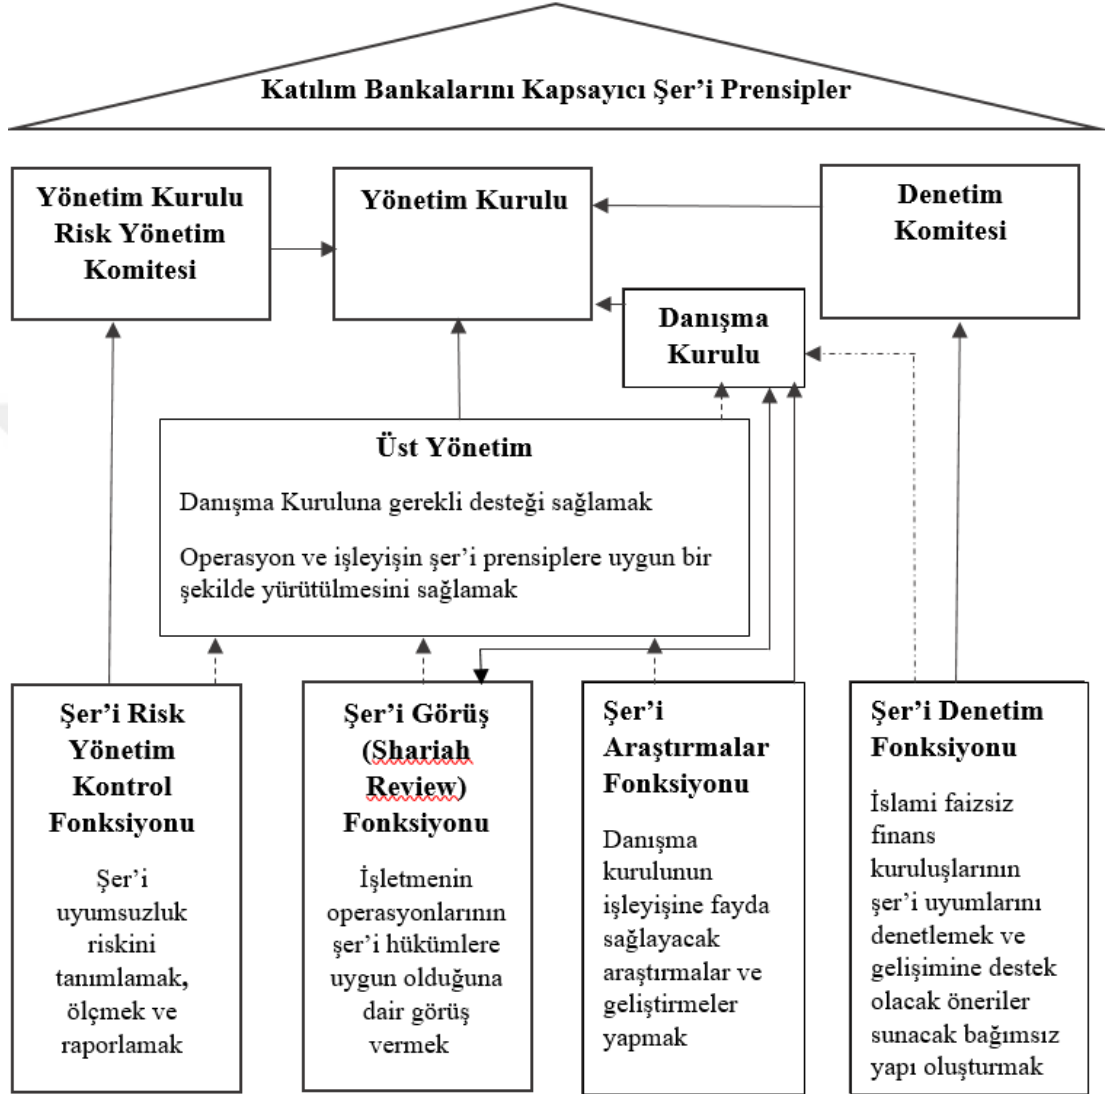 Katılım Bankalarını Kapsayıcı Şer’i Prensipler
Yönetim Kurulu
Risk Yönetim
Komitesi
Yönetim Kurulu
Denetim
Komitesi
Danışma
Kurulu
Üst Yönetim
Danışma Kuruluna gerekli desteği sağlamak
Operasyon ve işleyişin şer’i prensiplere uygun bir
şekilde yürütülmesini sağlamak
Şer’i Risk
Yönetim
Kontrol
Fonksiyonu
Şer’i
uyumsuzluk
riskini
tanımlamak,
ölçmek ve
raporlamak
Şer’i Görüş
(Shariah
Review)
Fonksiyonu
İşletmenin
operasyonlarının
şer’i hükümlere
uygun olduğuna
dair görüş
vermek
Şer’i
Araştırmalar
Fonksiyonu
Danışma
kurulunun
işleyişine fayda
sağlayacak
araştırmalar ve
geliştirmeler
yapmak
Şer’i Denetim
Fonksiyonu
İslami faizsiz
finans
kuruluşlarının
şer’i uyumlarını
denetlemek ve
gelişimine destek
olacak öneriler
sunacak bağımsız
yapı oluşturmak